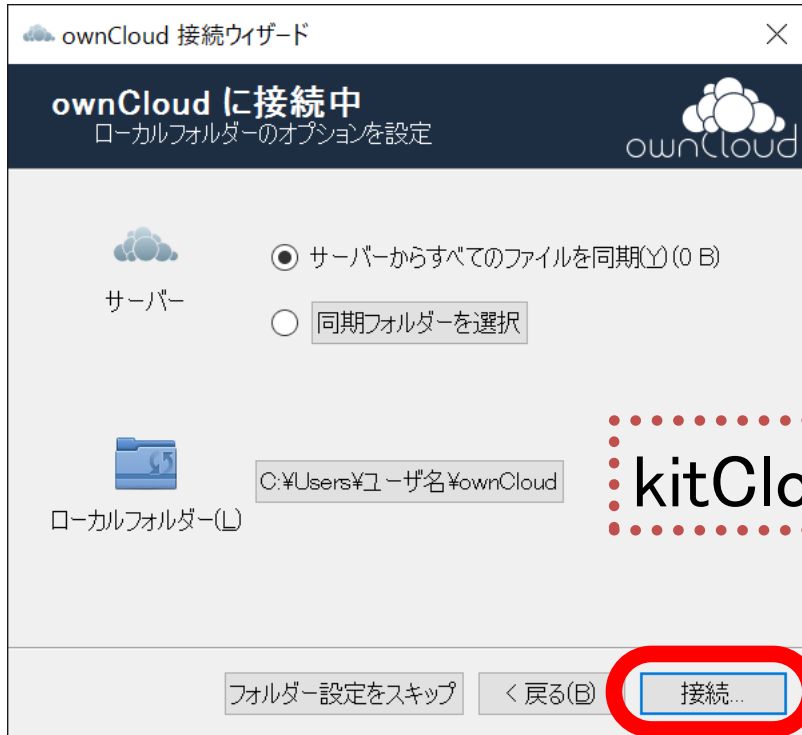 ownCloud 接続ウィザード
ownCloud に接続中
ローカルフォルダーのオプションを設定
ownCloud
サーバー
サーバーからすべてのファイルを同期(Y) (0 B)
同期フォルダーを選択
ローカルフォルダー(L)
C:¥Users¥ユーザ名¥ownCloud
kitClo
フォルダー設定をスキップ
< 戻る(B)
接続...